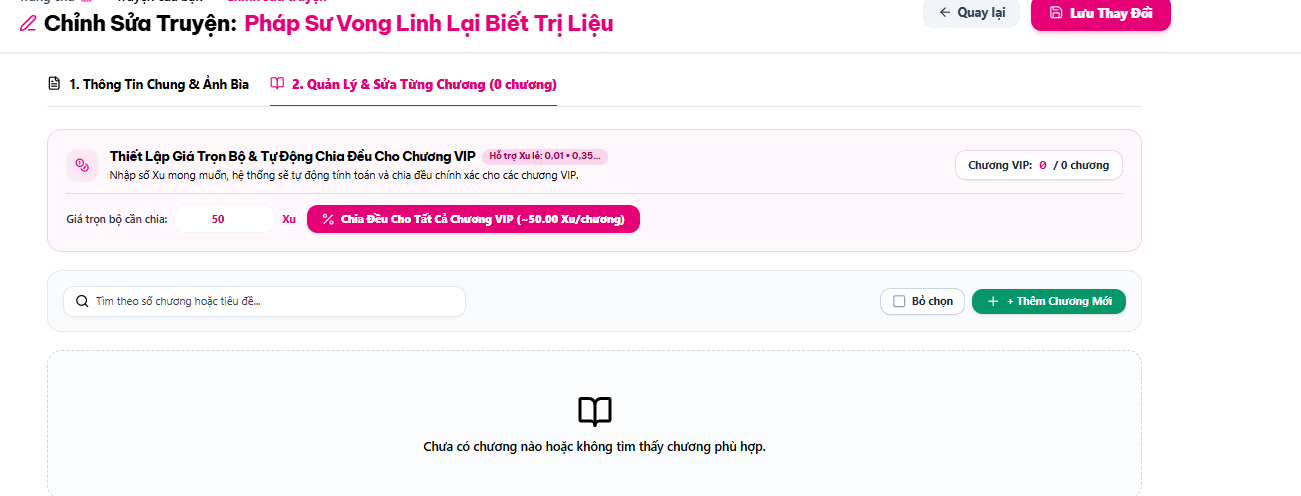 Chỉnh Sửa Truyện: Pháp Sư Vong Linh Lại Biết Trị Liệu
Quay lại
Lưu Thay Đổi
1. Thông Tin Chung & Ảnh Bìa
2. Quản Lý & Sửa Từng Chương (0 chương)
Thiết Lập Giá Trọn Bộ & Tự Động Chia Đều Cho Chương VIP
Hỗ trợ Xu lẻ: 0,01 • 0,35...
Nhập số Xu mong muốn, hệ thống sẽ tự động tính toán và chia đều chính xác cho các chương VIP.
Chương VIP: 0 / 0 chương
Giá trọn bộ cần chia: 50 Xu
Chia Đều Cho Tất Cả Chương VIP (~50.00 Xu/chương)
Tìm theo số chương hoặc tiêu đề...
Bỏ chọn
+ Thêm Chương Mới
Chưa có chương nào hoặc không tìm thấy chương phù hợp.